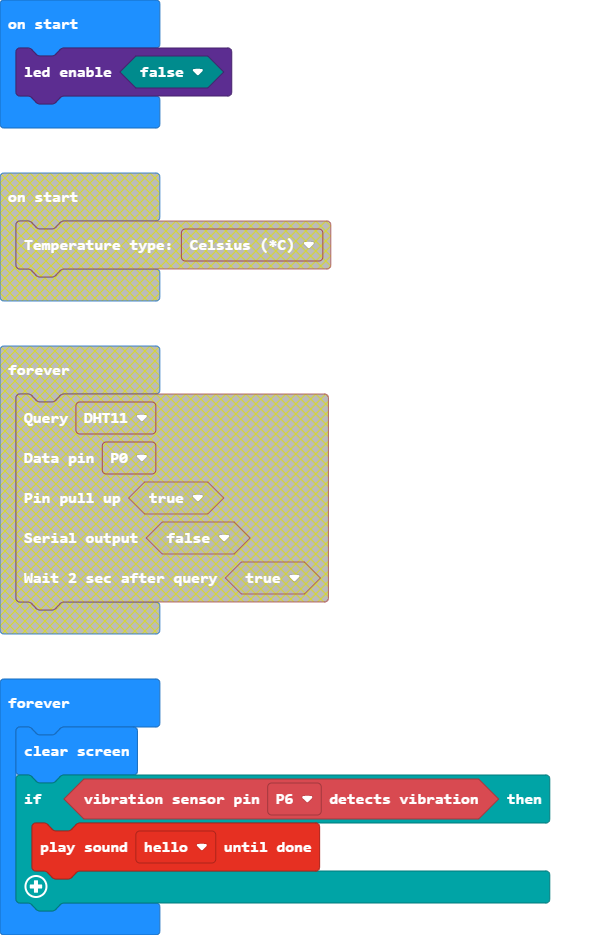 on start
led enable false
on start
Temperature type: Celsius (*C)
forever
Query DHT11
Data pin P0
Pin pull up true
Serial output false
Wait 2 sec after query true
forever
clear screen
if vibration sensor pin P6 detects vibration then
play sound hello until done